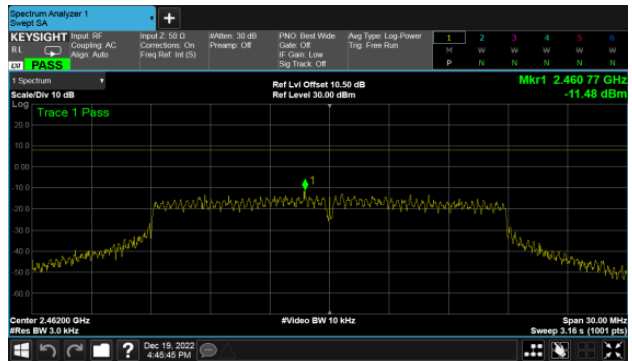 Spectrum Analyzer 1
Swept SA
KEYSIGHT Input: RF Input Z: 50 Ω #Atten: 30 dB PNO: Best Wide Avg Type: Log-Power 1 2 3 4 5 6
RL Coupling: AC Corrections: On Preamp: Off Gate: Off Trig: Free Run M W W W W W
Align: Auto Freq Ref: Int (S) IF Gain: Low
EXT PASS Sig Track: Off P N N N N N
1 Spectrum Ref Lvl Offset 10.50 dB Mkr1 2.460 77 GHz
Scale/Div 10 dB Ref Level 30.00 dBm -11.48 dBm
Log
Trace 1 Pass
20.0
10.0
0.00
-10.0
1
-20.0
-30.0
-40.0
-50.0
-60.0
Center 2.46200 GHz #Video BW 10 kHz Span 30.00 MHz
#Res BW 3.0 kHz Sweep 3.16 s (1001 pts)
Dec 19, 2022
4:45:45 PM